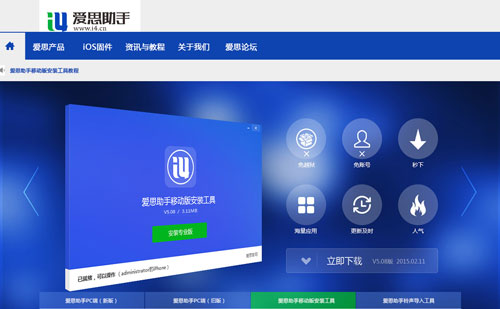 i4 爱思助手
www.i4.cn
爱思产品 iOS固件 资讯与教程 关于我们 爱思论坛
爱思助手移动版安装工具教程
i4
爱思助手移动版安装工具
V5.08 / 3.12MB
安装专业版
已就绪,可以操作 (administrator的iPhone)
免越狱 免账号 秒下
海量应用 更新及时 人气
立即下载 V5.08版 2015.02.11
爱思助手PC端(新版) 爱思助手PC端(旧版) 爱思助手移动版安装工具 爱思助手铃声导入工具